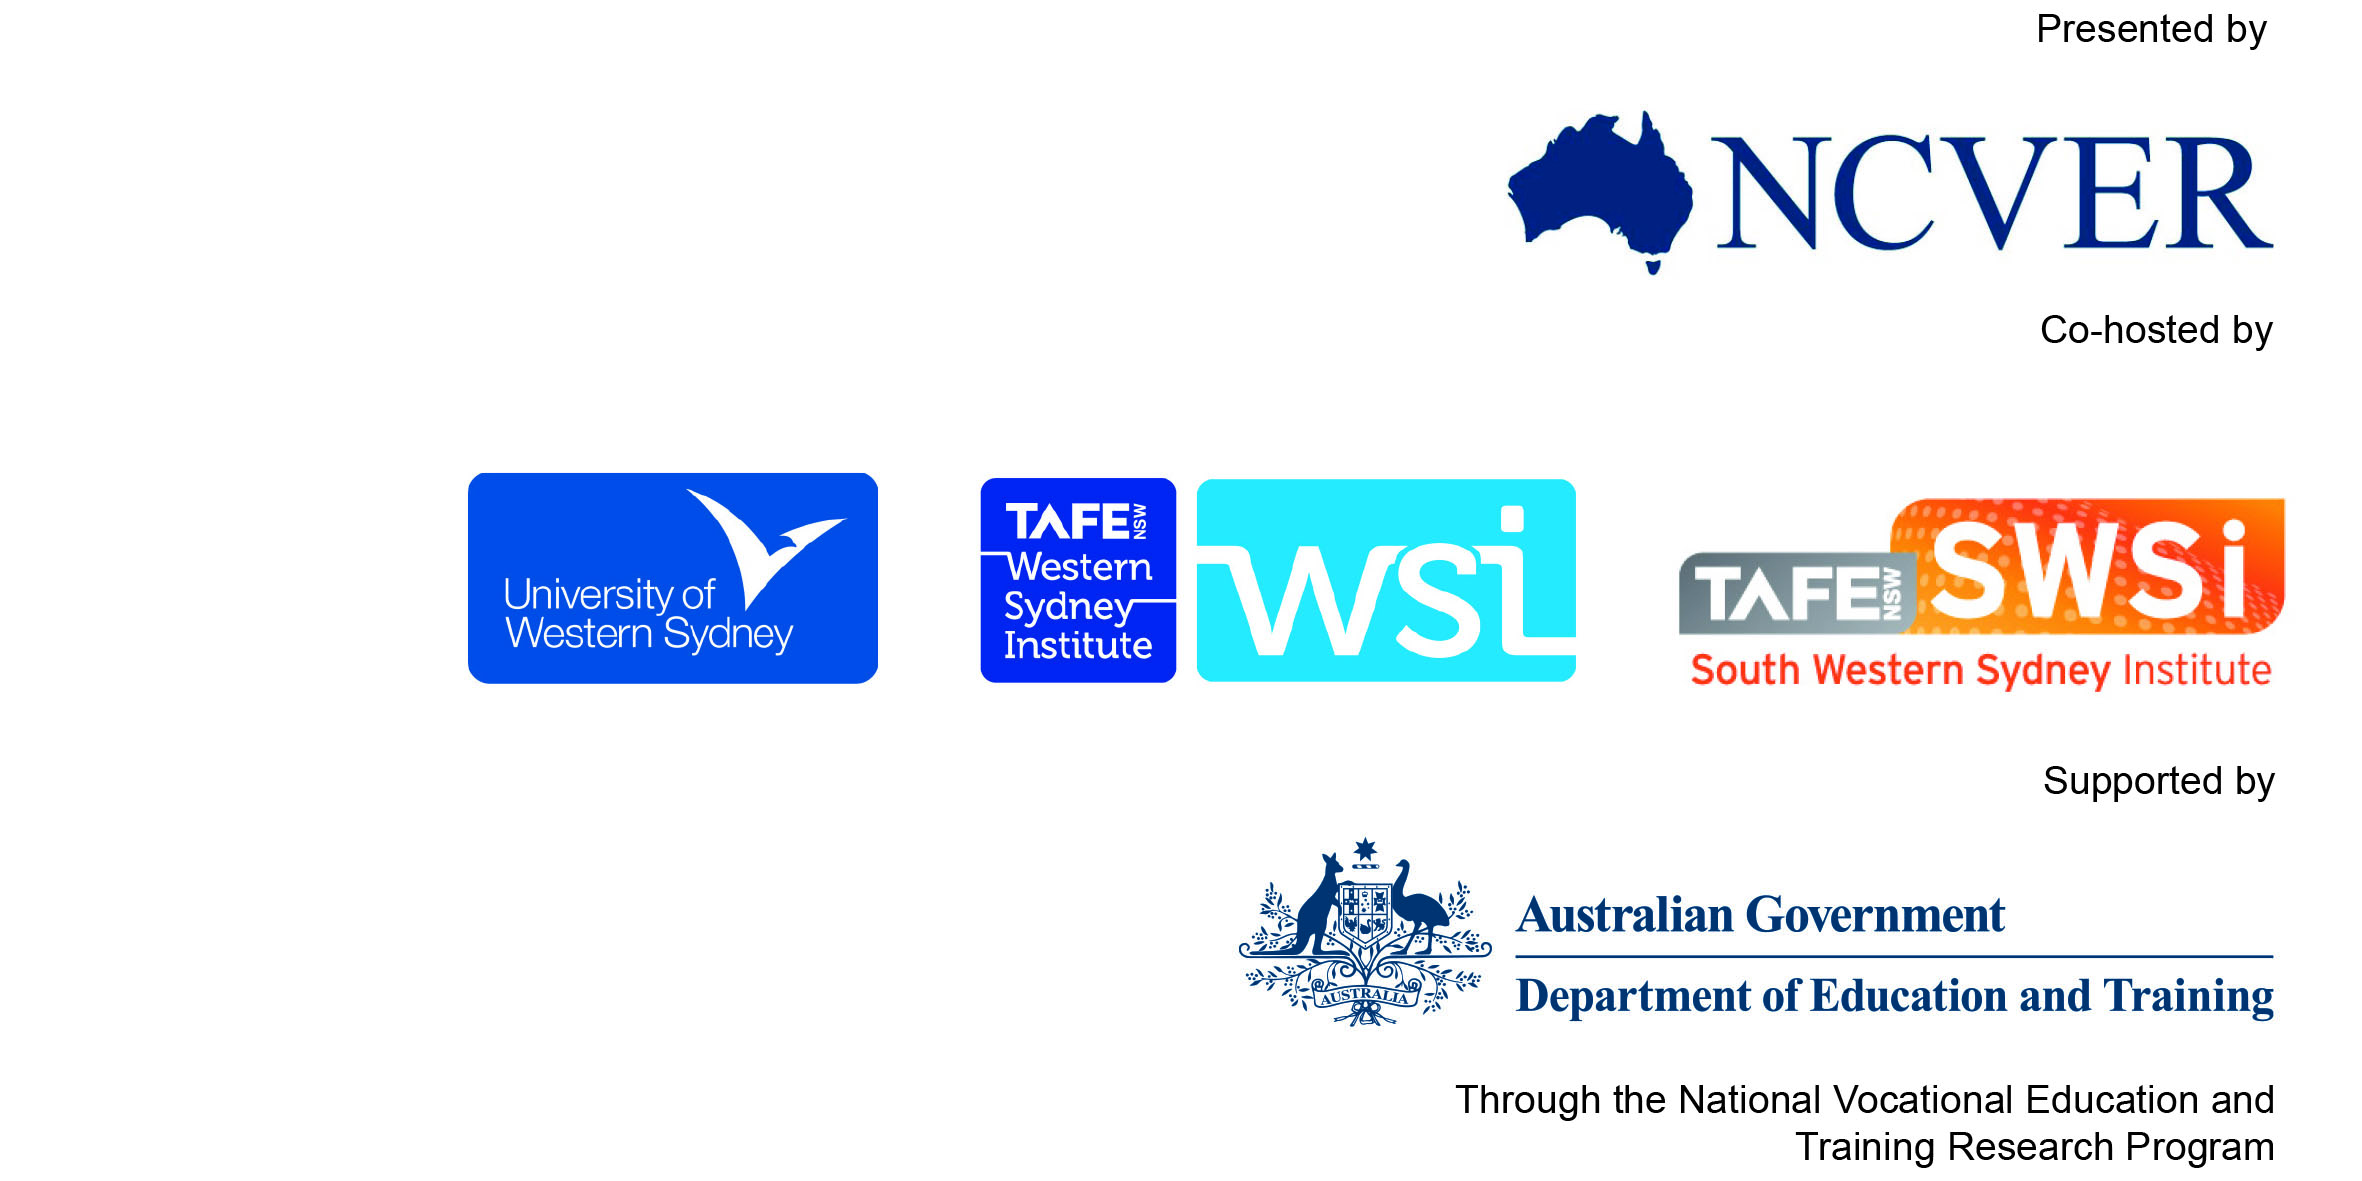 Presented by
NCVER
Co-hosted by
University of
Western Sydney
TAFE NSW
Western
Sydney
Institute
wsi
TAFE NSW
SWSi
South Western Sydney Institute
Supported by
AUSTRALIA
Australian Government
Department of Education and Training
Through the National Vocational Education and
Training Research Program